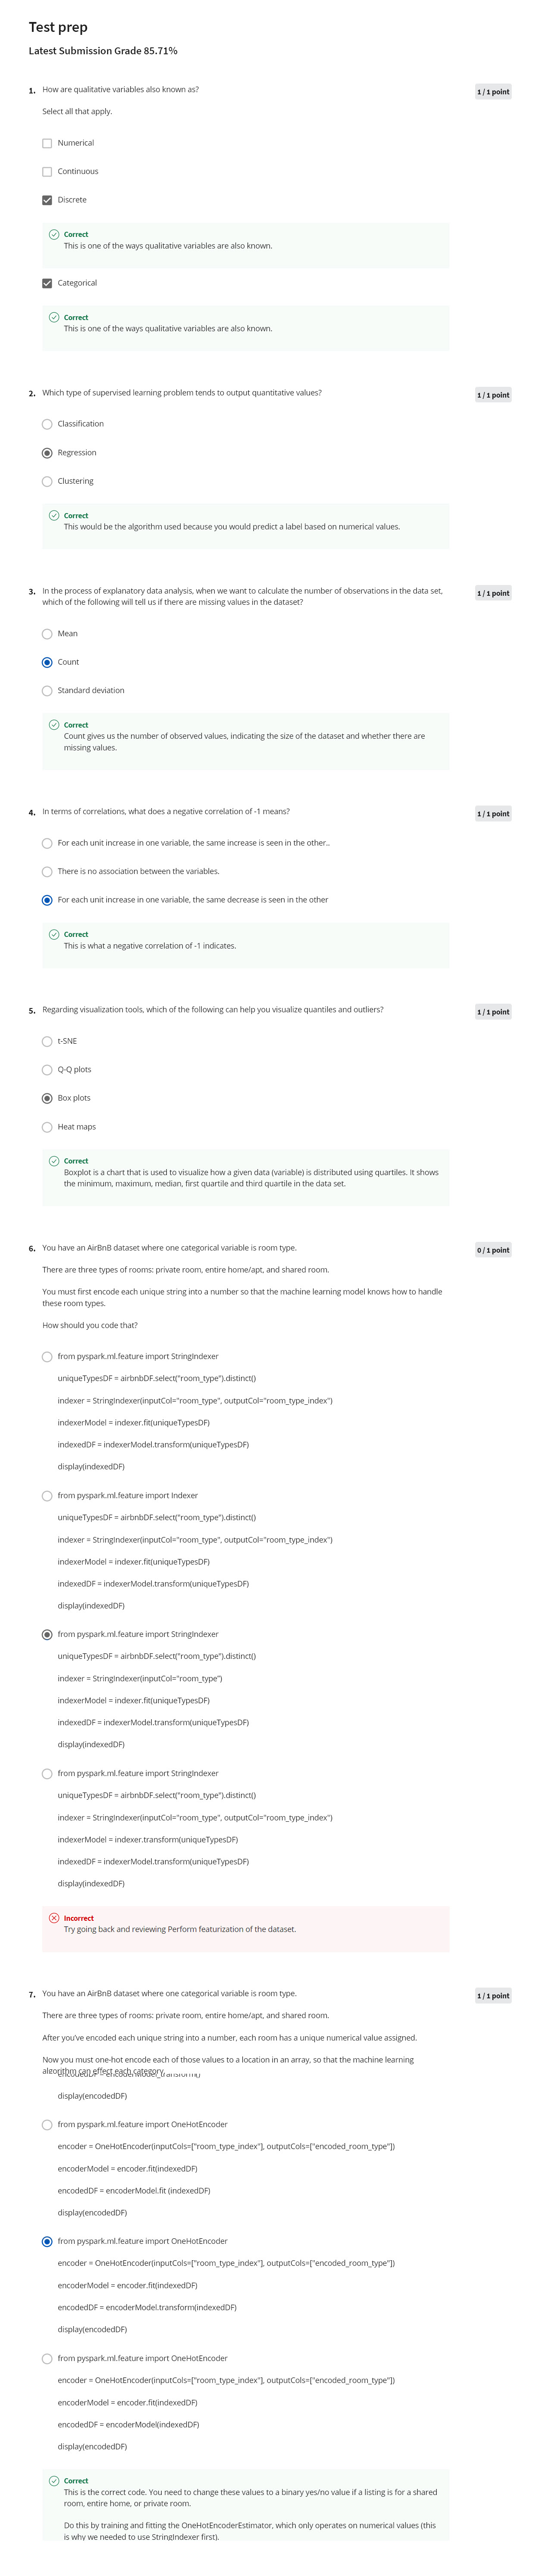 Test prep
Latest Submission Grade 85.71%
1. How are qualitative variables also known as?
1 / 1 point
Select all that apply.
Numerical
Continuous
Discrete
Correct
This is one of the ways qualitative variables are also known.
Categorical
Correct
This is one of the ways qualitative variables are also known.
2. Which type of supervised learning problem tends to output quantitative values?
1 / 1 point
Classification
Regression
Clustering
Correct
This would be the algorithm used because you would predict a label based on numerical values.
3. In the process of explanatory data analysis, when we want to calculate the number of observations in the data set,
which of the following will tell us if there are missing values in the dataset?
1 / 1 point
Mean
Count
Standard deviation
Correct
Count gives us the number of observed values, indicating the size of the dataset and whether there are
missing values.
4. In terms of correlations, what does a negative correlation of -1 means?
1 / 1 point
For each unit increase in one variable, the same increase is seen in the other..
There is no association between the variables.
For each unit increase in one variable, the same decrease is seen in the other
Correct
This is what a negative correlation of -1 indicates.
5. Regarding visualization tools, which of the following can help you visualize quantiles and outliers?
1 / 1 point
t-SNE
Q-Q plots
Box plots
Heat maps
Correct
Boxplot is a chart that is used to visualize how a given data (variable) is distributed using quartiles. It shows
the minimum, maximum, median, first quartile and third quartile in the data set.
6. You have an AirBnB dataset where one categorical variable is room type.
0 / 1 point
There are three types of rooms: private room, entire home/apt, and shared room.
You must first encode each unique string into a number so that the machine learning model knows how to handle
these room types.
How should you code that?
from pyspark.ml.feature import StringIndexer
uniqueTypesDF = airbnbDF.select("room_type").distinct()
indexer = StringIndexer(inputCol="room_type", outputCol="room_type_index")
indexerModel = indexer.fit(uniqueTypesDF)
indexedDF = indexerModel.transform(uniqueTypesDF)
display(indexedDF)
from pyspark.ml.feature import Indexer
uniqueTypesDF = airbnbDF.select("room_type").distinct()
indexer = StringIndexer(inputCol="room_type", outputCol="room_type_index")
indexerModel = indexer.fit(uniqueTypesDF)
indexedDF = indexerModel.transform(uniqueTypesDF)
display(indexedDF)
from pyspark.ml.feature import StringIndexer
uniqueTypesDF = airbnbDF.select("room_type").distinct()
indexer = StringIndexer(inputCol="room_type")
indexerModel = indexer.fit(uniqueTypesDF)
indexedDF = indexerModel.transform(uniqueTypesDF)
display(indexedDF)
from pyspark.ml.feature import StringIndexer
uniqueTypesDF = airbnbDF.select("room_type").distinct()
indexer = StringIndexer(inputCol="room_type", outputCol="room_type_index")
indexerModel = indexer.transform(uniqueTypesDF)
indexedDF = indexerModel.transform(uniqueTypesDF)
display(indexedDF)
Incorrect
Try going back and reviewing Perform featurization of the dataset.
7. You have an AirBnB dataset where one categorical variable is room type.
1 / 1 point
There are three types of rooms: private room, entire home/apt, and shared room.
After you've encoded each unique string into a number, each room has a unique numerical value assigned.
Now you must one-hot encode each of those values to a location in an array, so that the machine learning
algorithm can effect each category.
display(encodedDF)
from pyspark.ml.feature import OneHotEncoder
encoder = OneHotEncoder(inputCols=["room_type_index"], outputCols=["encoded_room_type"])
encoderModel = encoder.fit(indexedDF)
encodedDF = encoderModel.fit (indexedDF)
display(encodedDF)
from pyspark.ml.feature import OneHotEncoder
encoder = OneHotEncoder(inputCols=["room_type_index"], outputCols=["encoded_room_type"])
encoderModel = encoder.fit(indexedDF)
encodedDF = encoderModel.transform(indexedDF)
display(encodedDF)
from pyspark.ml.feature import OneHotEncoder
encoder = OneHotEncoder(inputCols=["room_type_index"], outputCols=["encoded_room_type"])
encoderModel = encoder.fit(indexedDF)
encodedDF = encoderModel(indexedDF)
display(encodedDF)
Correct
This is the correct code. You need to change these values to a binary yes/no value if a listing is for a shared
room, entire home, or private room.
Do this by training and fitting the OneHotEncoderEstimator, which only operates on numerical values (this
is why we needed to use StringIndexer first).